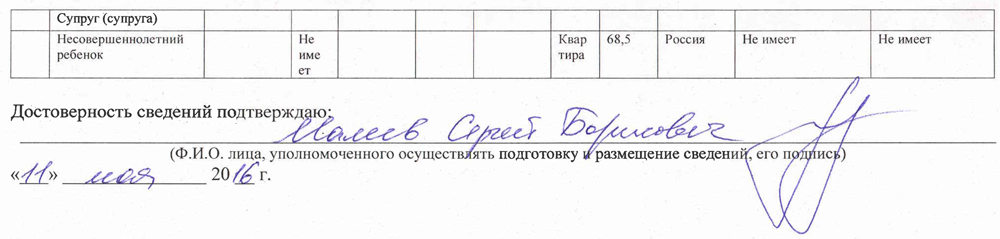 Супруг (супруга)
Несовершеннолетний Не Квар 68,5 Россия Не имеет Не имеет
ребенок име тира
ет
Достоверность сведений подтверждаю:
Сергей Борисович
(Ф.И.О. лица, уполномоченного осуществлять подготовку и размещение сведений, его подпись)
«11» мая 2016 г.